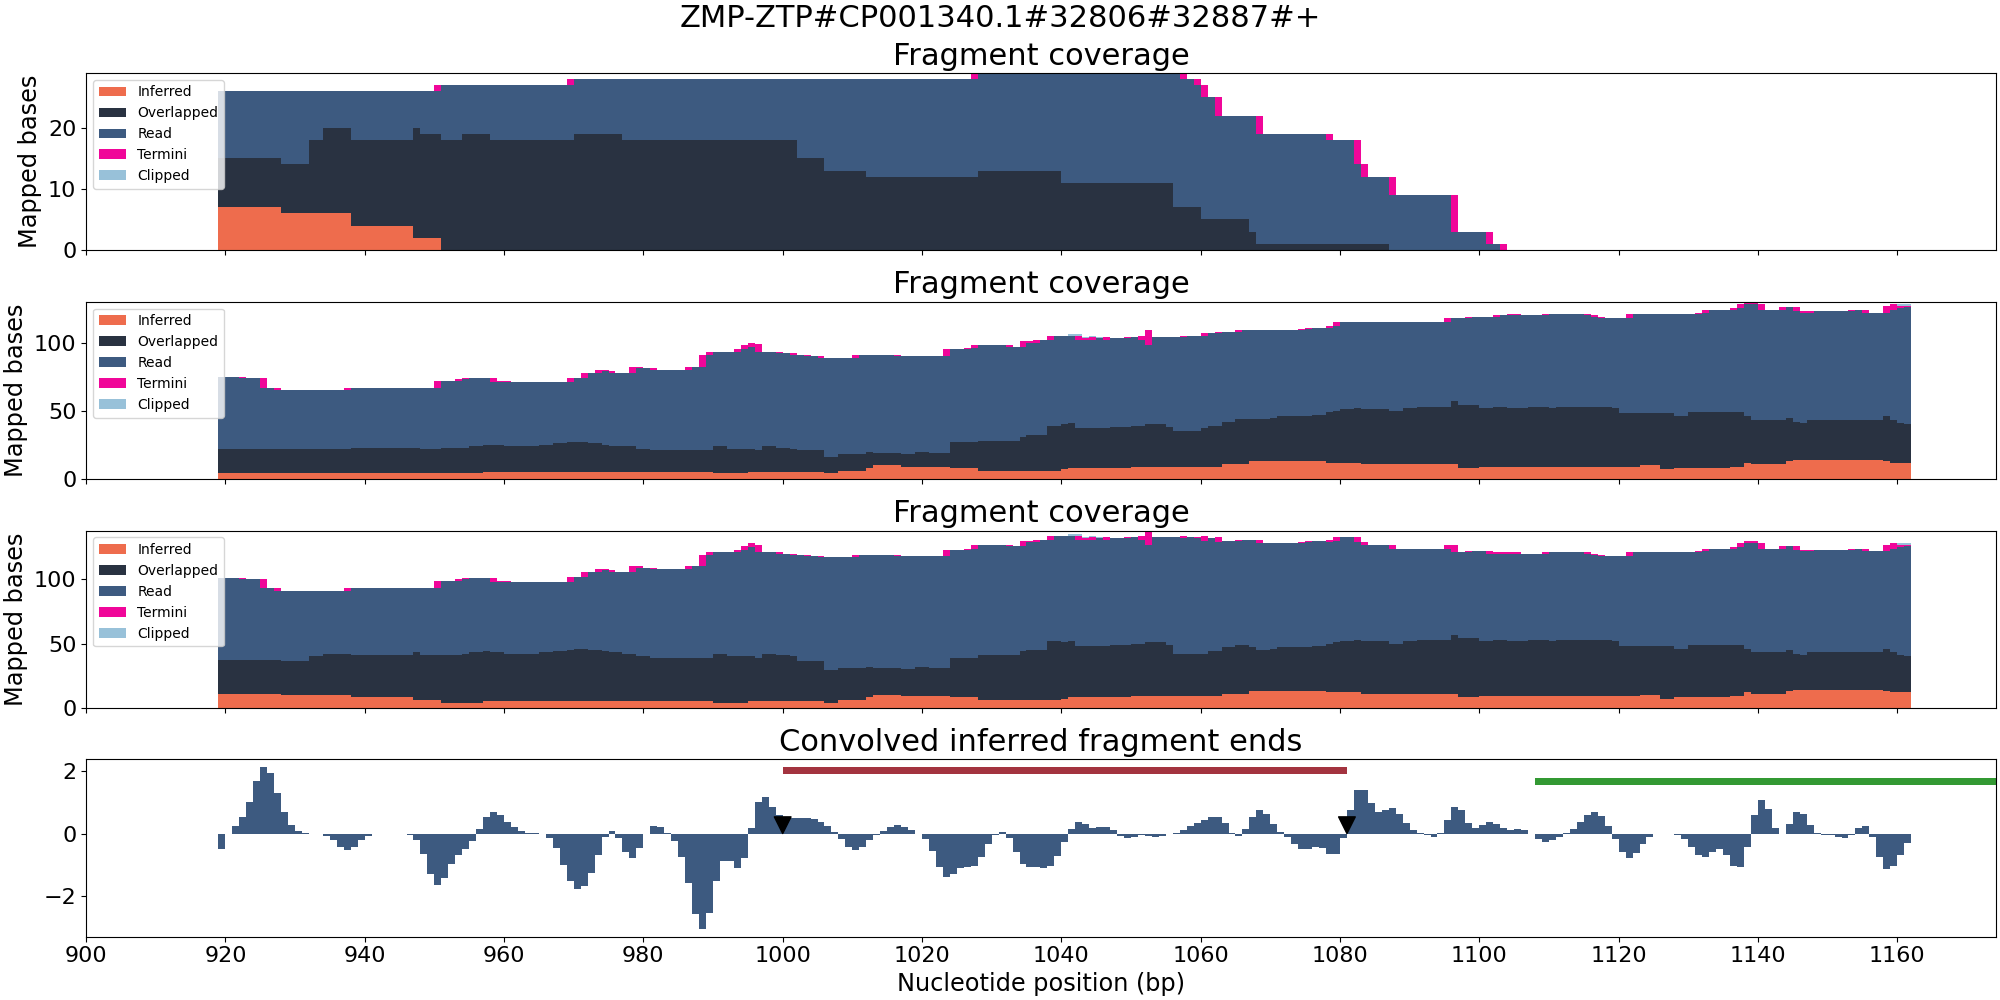 ZMP-ZTP#CP001340.1#32806#32887#+
Fragment coverage
Mapped bases
20
10
0
Inferred
Overlapped
Read
Termini
Clipped
Fragment coverage
Mapped bases
100
50
0
Inferred
Overlapped
Read
Termini
Clipped
Fragment coverage
Mapped bases
100
50
0
Inferred
Overlapped
Read
Termini
Clipped
Convolved inferred fragment ends
2
0
−2
900 920 940 960 980 1000 1020 1040 1060 1080 1100 1120 1140 1160
Nucleotide position (bp)